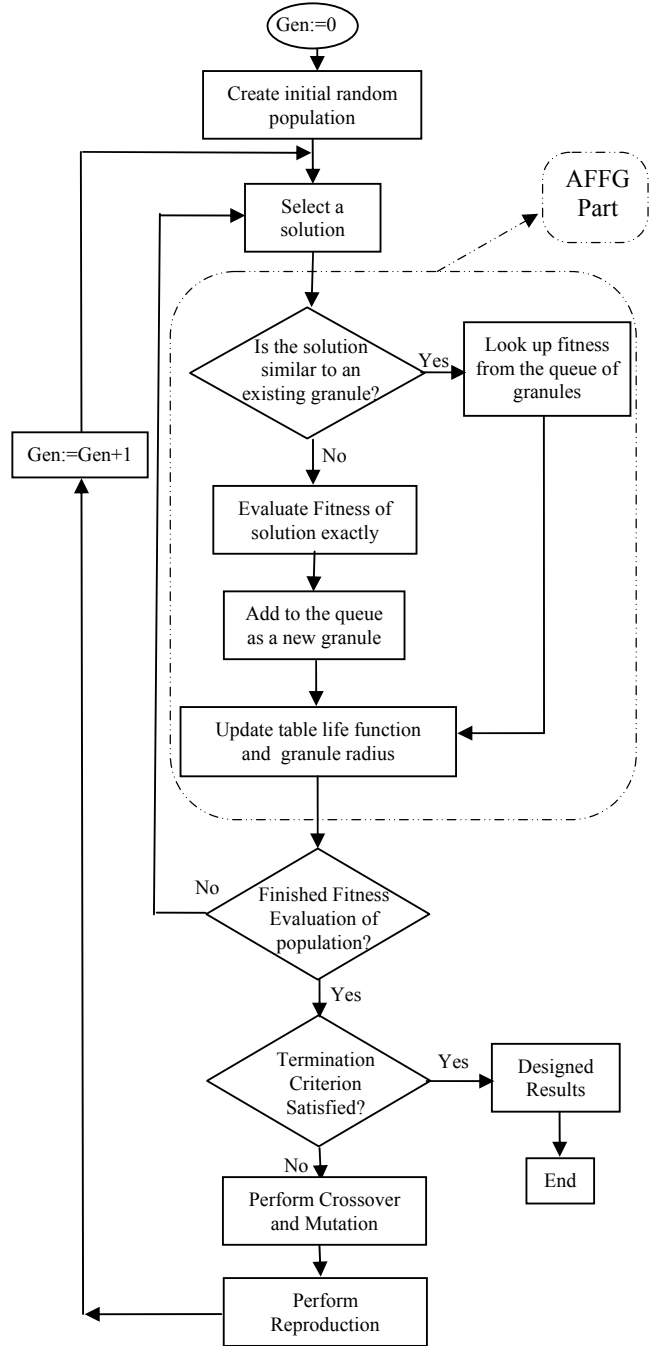 Gen:=0
Create initial random
population
Select a
solution
AFFG
Part
Is the solution
similar to an
existing granule?
Yes
Look up fitness
from the queue of
granules
No
Gen:=Gen+1
Evaluate Fitness of
solution exactly
Add to the queue
as a new granule
Update table life function
and granule radius
No
Finished Fitness
Evaluation of
population?
Yes
Termination
Criterion
Satisfied?
Yes
Designed
Results
No
End
Perform Crossover
and Mutation
Perform
Reproduction